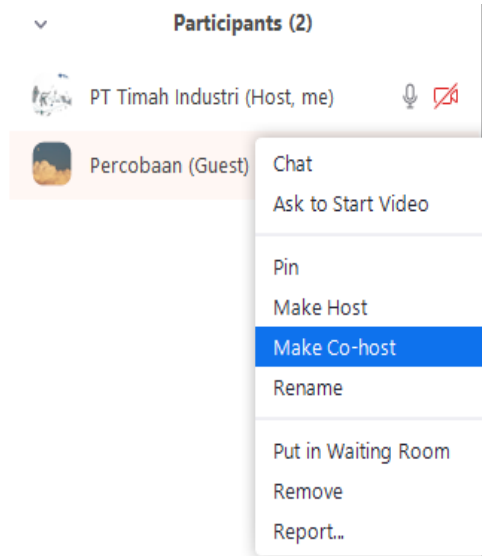 Participants (2)
PT Timah Industri (Host, me)
Percobaan (Guest)
Chat
Ask to Start Video
Pin
Make Host
Make Co-host
Rename
Put in Waiting Room
Remove
Report...